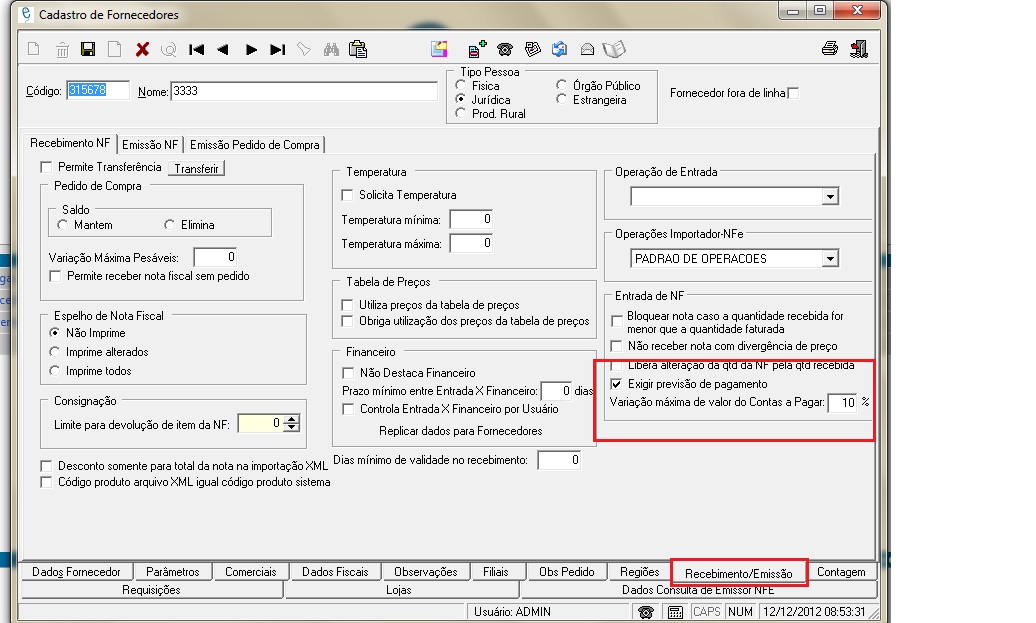 Cadastro de Fornecedores
Código: 315678 Nome: 3333
Tipo Pessoa
Fisica Órgão Público
Jurídica Estrangeira
Prod. Rural
Fornecedor fora de linha
Recebimento NF Emissão NF Emissão Pedido de Compra
Permite Transferência Transferir
Pedido de Compra
Saldo
Mantem Elimina
Variação Máxima Pesáveis: 0
Permite receber nota fiscal sem pedido
Espelho de Nota Fiscal
Não Imprime
Imprime alterados
Imprime todos
Consignação
Limite para devolução de item da NF: 0
Desconto somente para total da nota na importação XML
Código produto arquivo XML igual código produto sistema
Temperatura
Solicita Temperatura
Temperatura mínima: 0
Temperatura máxima: 0
Tabela de Preços
Utiliza preços da tabela de preços
Obriga utilização dos preços da tabela de preços
Financeiro
Não Destaca Financeiro
Prazo mínimo entre Entrada X Financeiro: 0 dias
Controla Entrada X Financeiro por Usuário
Replicar dados para Fornecedores
Dias mínimo de validade no recebimento: 0
Operação de Entrada
Operações Importador-NFe
PADRAO DE OPERACOES
Entrada de NF
Bloquear nota caso a quantidade recebida for
menor que a quantidade faturada
Não receber nota com divergência de preço
Libera alteração da qtd da NF pela qtd recebida
Exigir previsão de pagamento
Variação máxima de valor do Contas a Pagar: 10 %
Dados Fornecedor Parâmetros Comerciais Dados Fiscais Observações Filiais Obs Pedido Regiões Recebimento/Emissão Contagem
Requisições Lojas Dados Consulta de Emissor NFE
Usuário: ADMIN CAPS NUM 12/12/2012 08:53:31